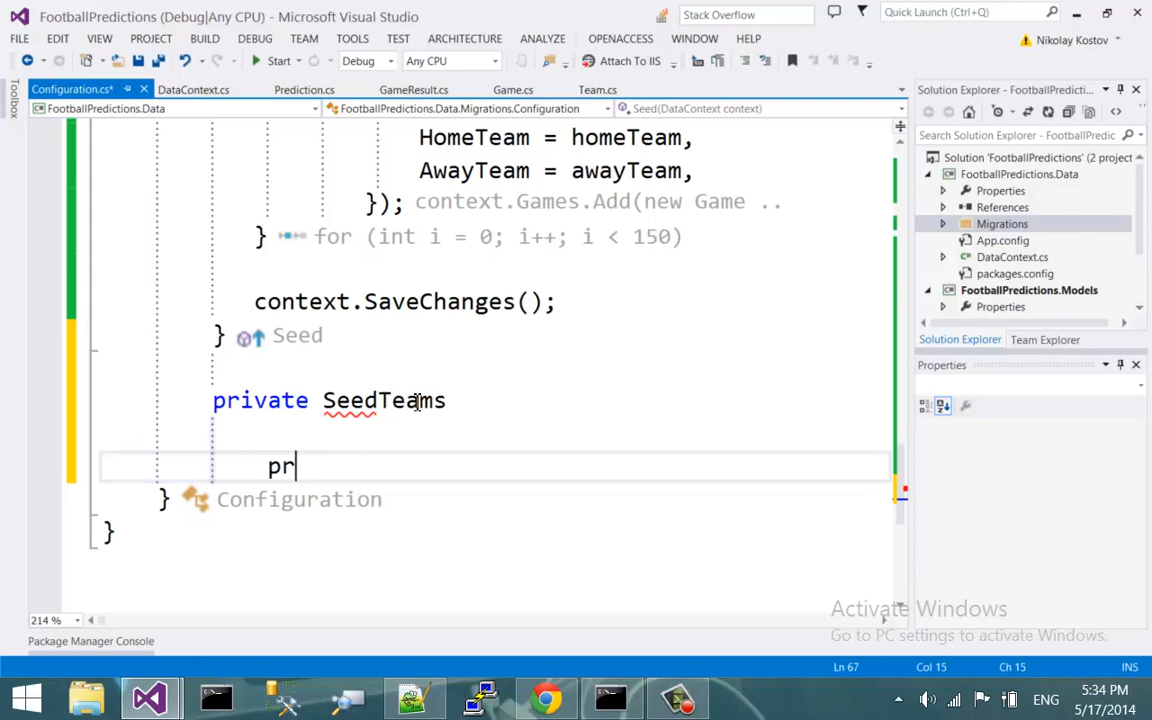 FootballPredictions (Debug|Any CPU) - Microsoft Visual Studio
Stack Overflow
Quick Launch (Ctrl+Q)
FILE EDIT VIEW PROJECT BUILD DEBUG TEAM TOOLS TEST ARCHITECTURE ANALYZE OPENACCESS WINDOW HELP
Nikolay Kostov
Start Debug Any CPU Attach To IIS
Toolbox
Configuration.cs* DataContext.cs Prediction.cs GameResult.cs Game.cs Team.cs
FootballPredictions.Data FootballPredictions.Data.Migrations.Configuration Seed(DataContext context)
HomeTeam = homeTeam,
AwayTeam = awayTeam,
}); context.Games.Add(new Game ..
} for (int i = 0; i++; i < 150)
context.SaveChanges();
} Seed
private SeedTeams
pr
} Configuration
}
214 %
Package Manager Console
Solution Explorer - FootballPredicti...
Search Solution Explorer - FootballPredic
Solution 'FootballPredictions' (2 project
FootballPredictions.Data
Properties
References
Migrations
App.config
DataContext.cs
packages.config
FootballPredictions.Models
Properties
Solution Explorer Team Explorer
Properties
Activate Windows
Go to PC settings to activate Windows.
Ln 67 Col 15 Ch 15 INS
ENG
5:34 PM
5/17/2014